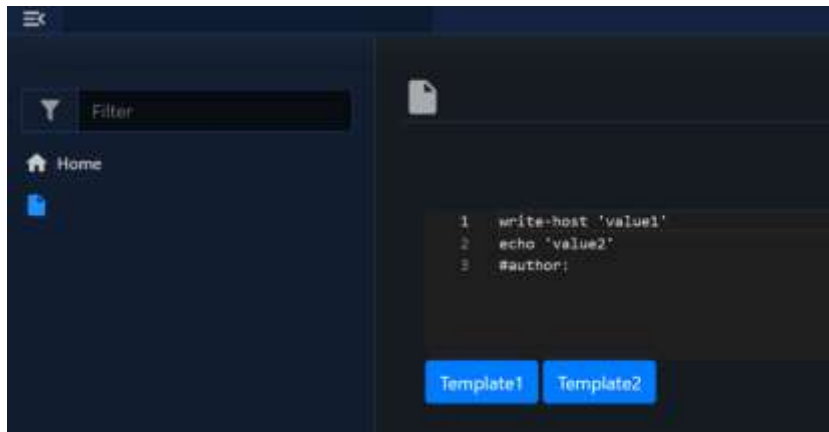 Filter
Home
1 write-host 'value1'
2 echo 'value2'
3 #author:
Template1 Template2